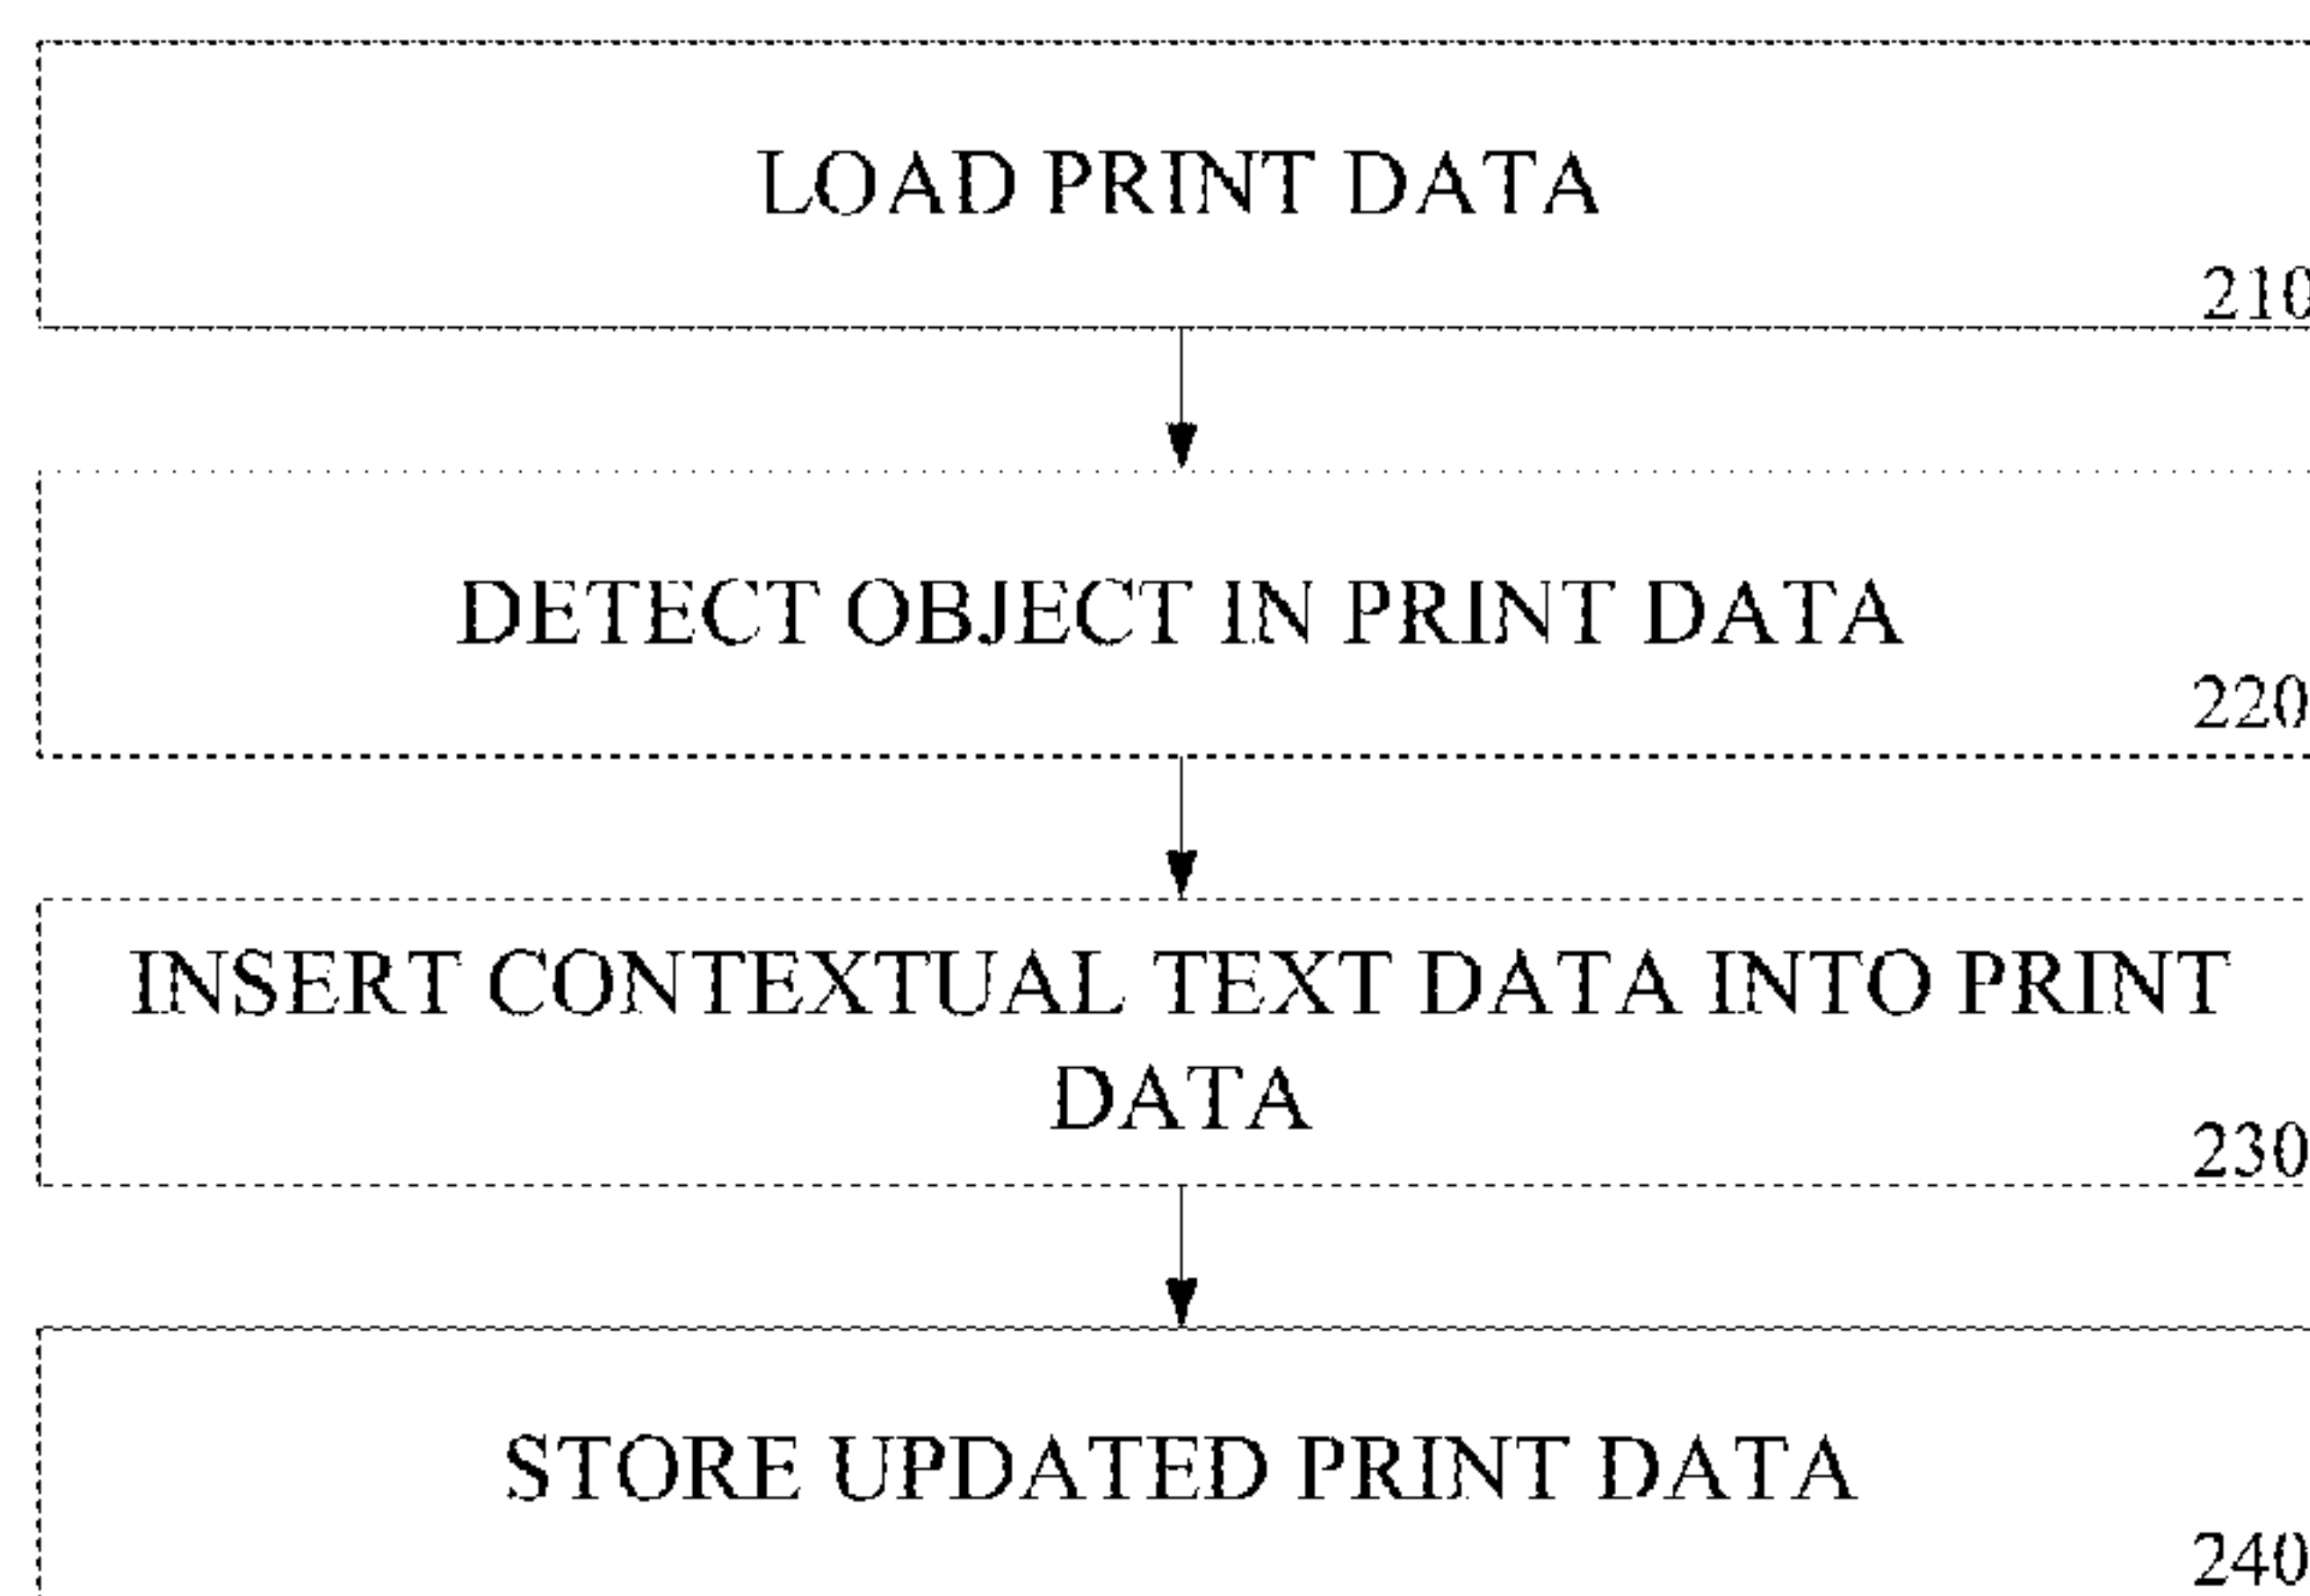 LOAD PRINT DATA
210
DETECT OBJECT IN PRINT DATA
220
INSERT CONTEXTUAL TEXT DATA INTO PRINT
DATA
230
STORE UPDATED PRINT DATA
240